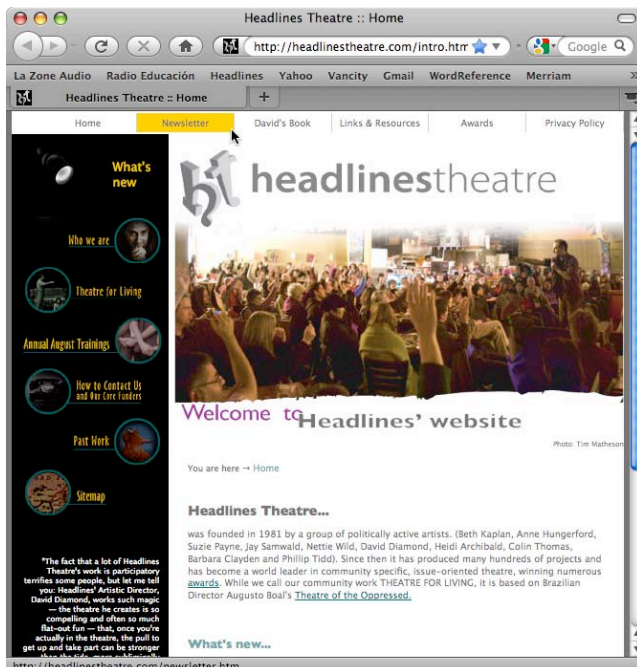 Headlines Theatre :: Home
http://headlinestheatre.com/intro.htm
Google
La Zone Audio Radio Educación Headlines Yahoo Vancity Gmail WordReference Merriam
Headlines Theatre :: Home
Home Newsletter David's Book Links & Resources Awards Privacy Policy
What's
new
Who we are
Theatre for Living
Annual August Trainings
How to Contact Us
and Our Core Funders
Past Work
Sitemap
"The fact that a lot of Headlines
Theatre's work is participatory
terrifies some people, but let me tell
you: Headlines' Artistic Director,
David Diamond, works such magic
— the theatre he creates is so
compelling and often so much
flat-out fun — that, once you're
actually in the theatre, the pull to
get up and take part can be stronger
ht headlinestheatre
Welcome to Headlines' website
Photo: Tim Matheson
You are here → Home
Headlines Theatre...
was founded in 1981 by a group of politically active artists. (Beth Kaplan, Anne Hungerford,
Suzie Payne, Jay Samwald, Nettie Wild, David Diamond, Heidi Archibald, Colin Thomas,
Barbara Clayden and Phillip Tidd). Since then it has produced many hundreds of projects and
has become a world leader in community specific, issue-oriented theatre, winning numerous
awards. While we call our community work THEATRE FOR LIVING, it is based on Brazilian
Director Augusto Boal's Theatre of the Oppressed.
What's new...
http://headlinestheatre.com/newsletter.htm